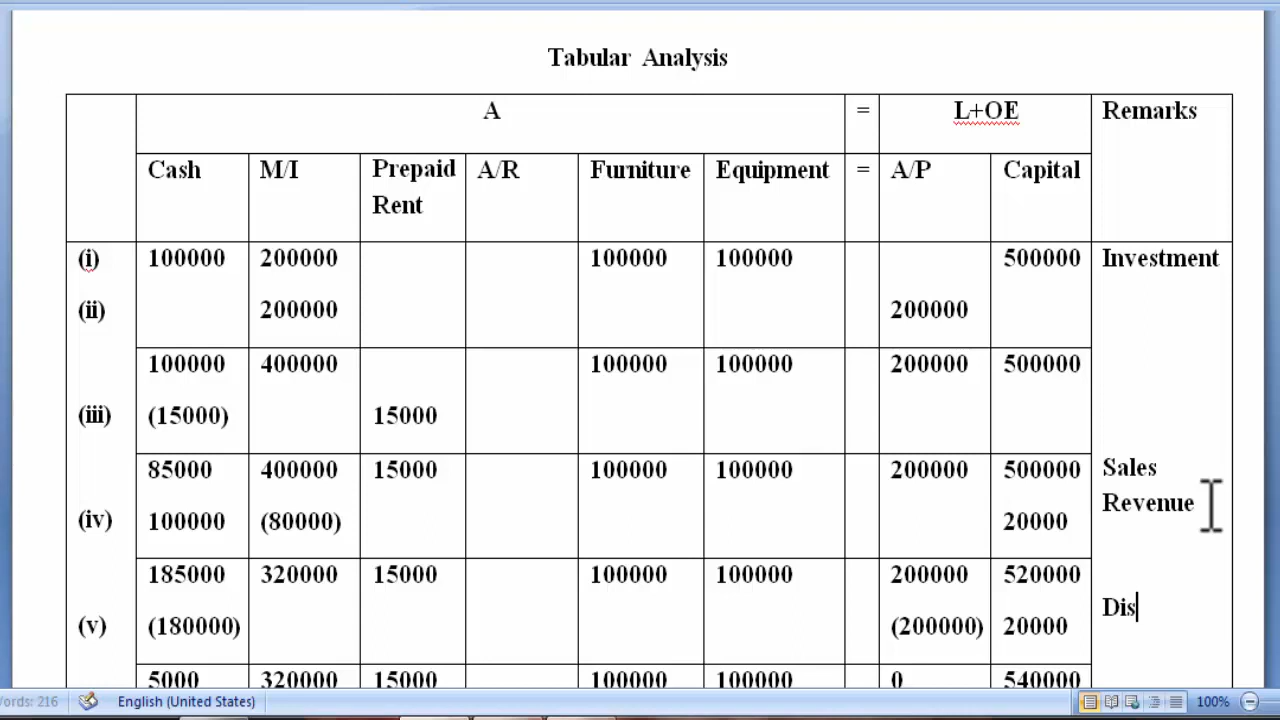 Tabular Analysis
A = L+OE Remarks
Cash M/I Prepaid Rent A/R Furniture Equipment = A/P Capital
(i) 100000 200000 100000 100000 500000 Investment
(ii) 200000 200000
100000 400000 100000 100000 200000 500000
(iii) (15000) 15000
85000 400000 15000 100000 100000 200000 500000 Sales Revenue
(iv) 100000 (80000) 20000
185000 320000 15000 100000 100000 200000 520000
(v) (180000) (200000) 20000 Dis
5000 320000 15000 100000 100000 0 540000
Words: 216 English (United States) 100%